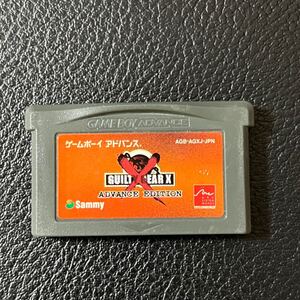 GAME BOY ADVANCE
ゲームボーイ アドバンス
AGB-AGXJ-JPN
GUILTY GEAR X
ADVANCE EDITION
Sammy